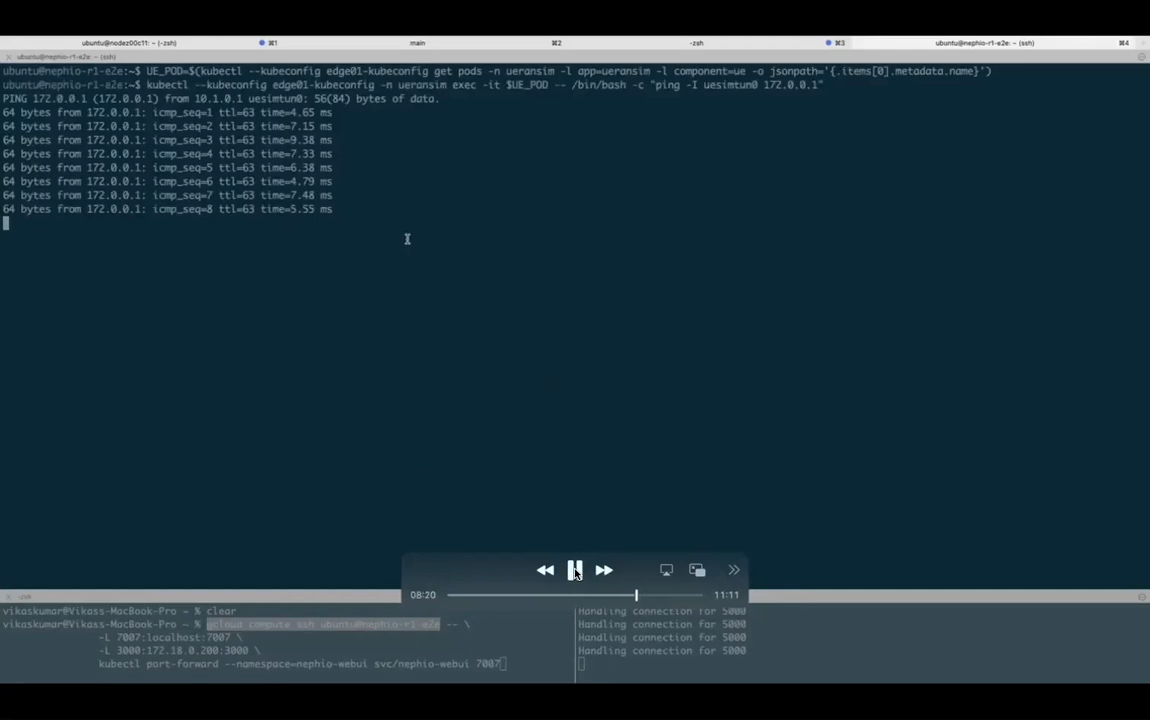 ubuntu@nodez00c11: ~ (-zsh)
⌘1
main
⌘2
-zsh
⌘3
ubuntu@nephio-r1-e2e: ~ (ssh)
⌘4
ubuntu@nephio-r1-e2e: ~ (ssh)
ubuntu@nephio-r1-e2e:~$ UE_POD=$(kubectl --kubeconfig edge01-kubeconfig get pods -n ueransim -l app=ueransim -l component=ue -o jsonpath='{.items[0].metadata.name}')
ubuntu@nephio-r1-e2e:~$ kubectl --kubeconfig edge01-kubeconfig -n ueransim exec -it $UE_POD -- /bin/bash -c "ping -I uesimtun0 172.0.0.1"
PING 172.0.0.1 (172.0.0.1) from 10.1.0.1 uesimtun0: 56(84) bytes of data.
64 bytes from 172.0.0.1: icmp_seq=1 ttl=63 time=4.65 ms
64 bytes from 172.0.0.1: icmp_seq=2 ttl=63 time=7.15 ms
64 bytes from 172.0.0.1: icmp_seq=3 ttl=63 time=9.38 ms
64 bytes from 172.0.0.1: icmp_seq=4 ttl=63 time=7.33 ms
64 bytes from 172.0.0.1: icmp_seq=5 ttl=63 time=6.38 ms
64 bytes from 172.0.0.1: icmp_seq=6 ttl=63 time=4.79 ms
64 bytes from 172.0.0.1: icmp_seq=7 ttl=63 time=7.48 ms
64 bytes from 172.0.0.1: icmp_seq=8 ttl=63 time=5.55 ms
08:20
11:11
-zsh
vikaskumar@Vikass-MacBook-Pro ~ % clear
vikaskumar@Vikass-MacBook-Pro ~ % gcloud compute ssh ubuntu@nephio-r1-e2e -- \
-L 7007:localhost:7007 \
-L 3000:172.18.0.200:3000 \
kubectl port-forward --namespace=nephio-webui svc/nephio-webui 7007
Handling connection for 5000
Handling connection for 5000
Handling connection for 5000
Handling connection for 5000